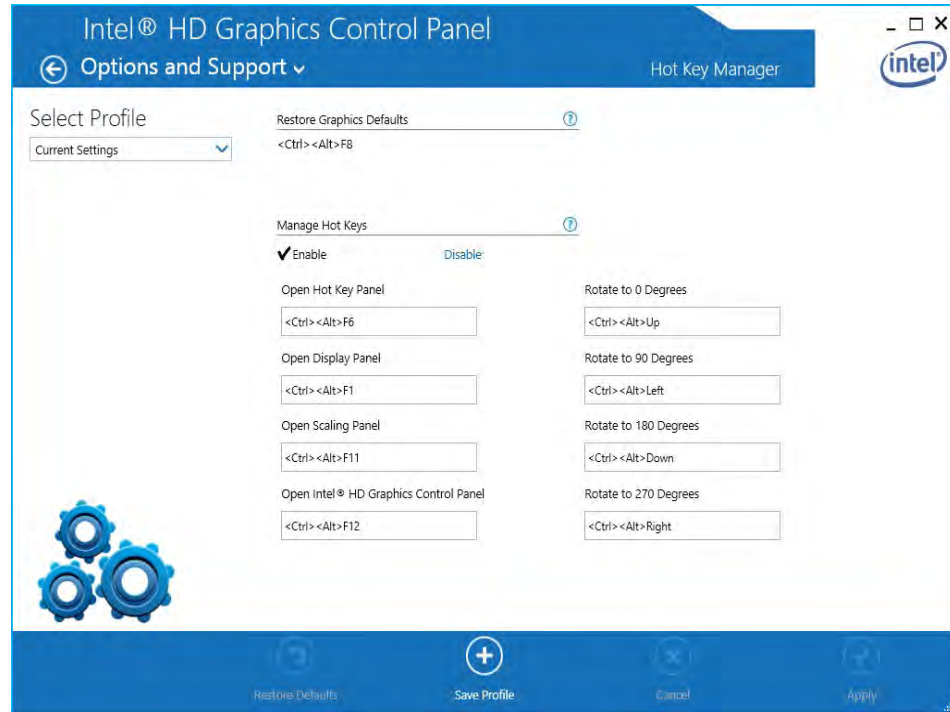 Intel® HD Graphics Control Panel
Options and Support
Hot Key Manager
intel
Select Profile
Current Settings
Restore Graphics Defaults
?
<Ctrl><Alt>F8
Manage Hot Keys
?
Enable
Disable
Open Hot Key Panel
Rotate to 0 Degrees
<Ctrl><Alt>F6
<Ctrl><Alt>Up
Open Display Panel
Rotate to 90 Degrees
<Ctrl><Alt>F1
<Ctrl><Alt>Left
Open Scaling Panel
Rotate to 180 Degrees
<Ctrl><Alt>F11
<Ctrl><Alt>Down
Open Intel® HD Graphics Control Panel
Rotate to 270 Degrees
<Ctrl><Alt>F12
<Ctrl><Alt>Right
Restore Defaults
Save Profile
Cancel
Apply